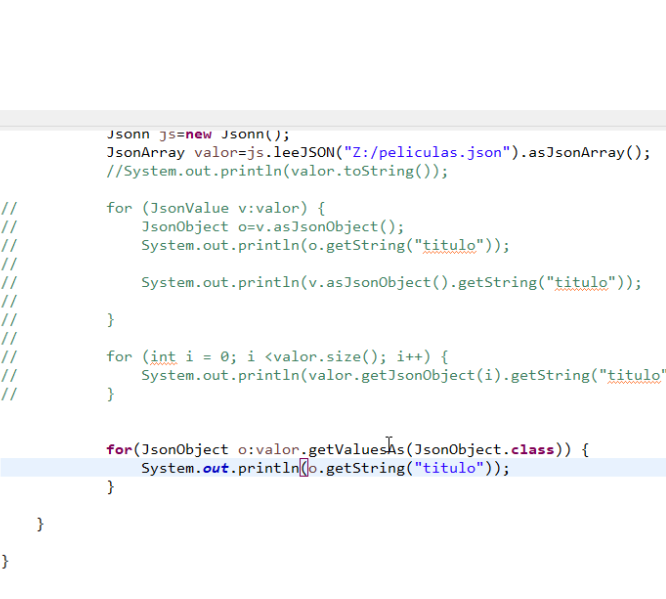 Jsonn js=new Jsonn();
JsonArray valor=js.leeJSON("Z:/peliculas.json").asJsonArray();
//System.out.println(valor.toString());
// for (JsonValue v:valor) {
// JsonObject o=v.asJsonObject();
// System.out.println(o.getString("titulo"));
//
// System.out.println(v.asJsonObject().getString("titulo"));
//
// }
//
// for (int i = 0; i <valor.size(); i++) {
// System.out.println(valor.getJsonObject(i).getString("titulo"
// }
for(JsonObject o:valor.getValuesAs(JsonObject.class)) {
System.out.println(o.getString("titulo"));
}
}
}